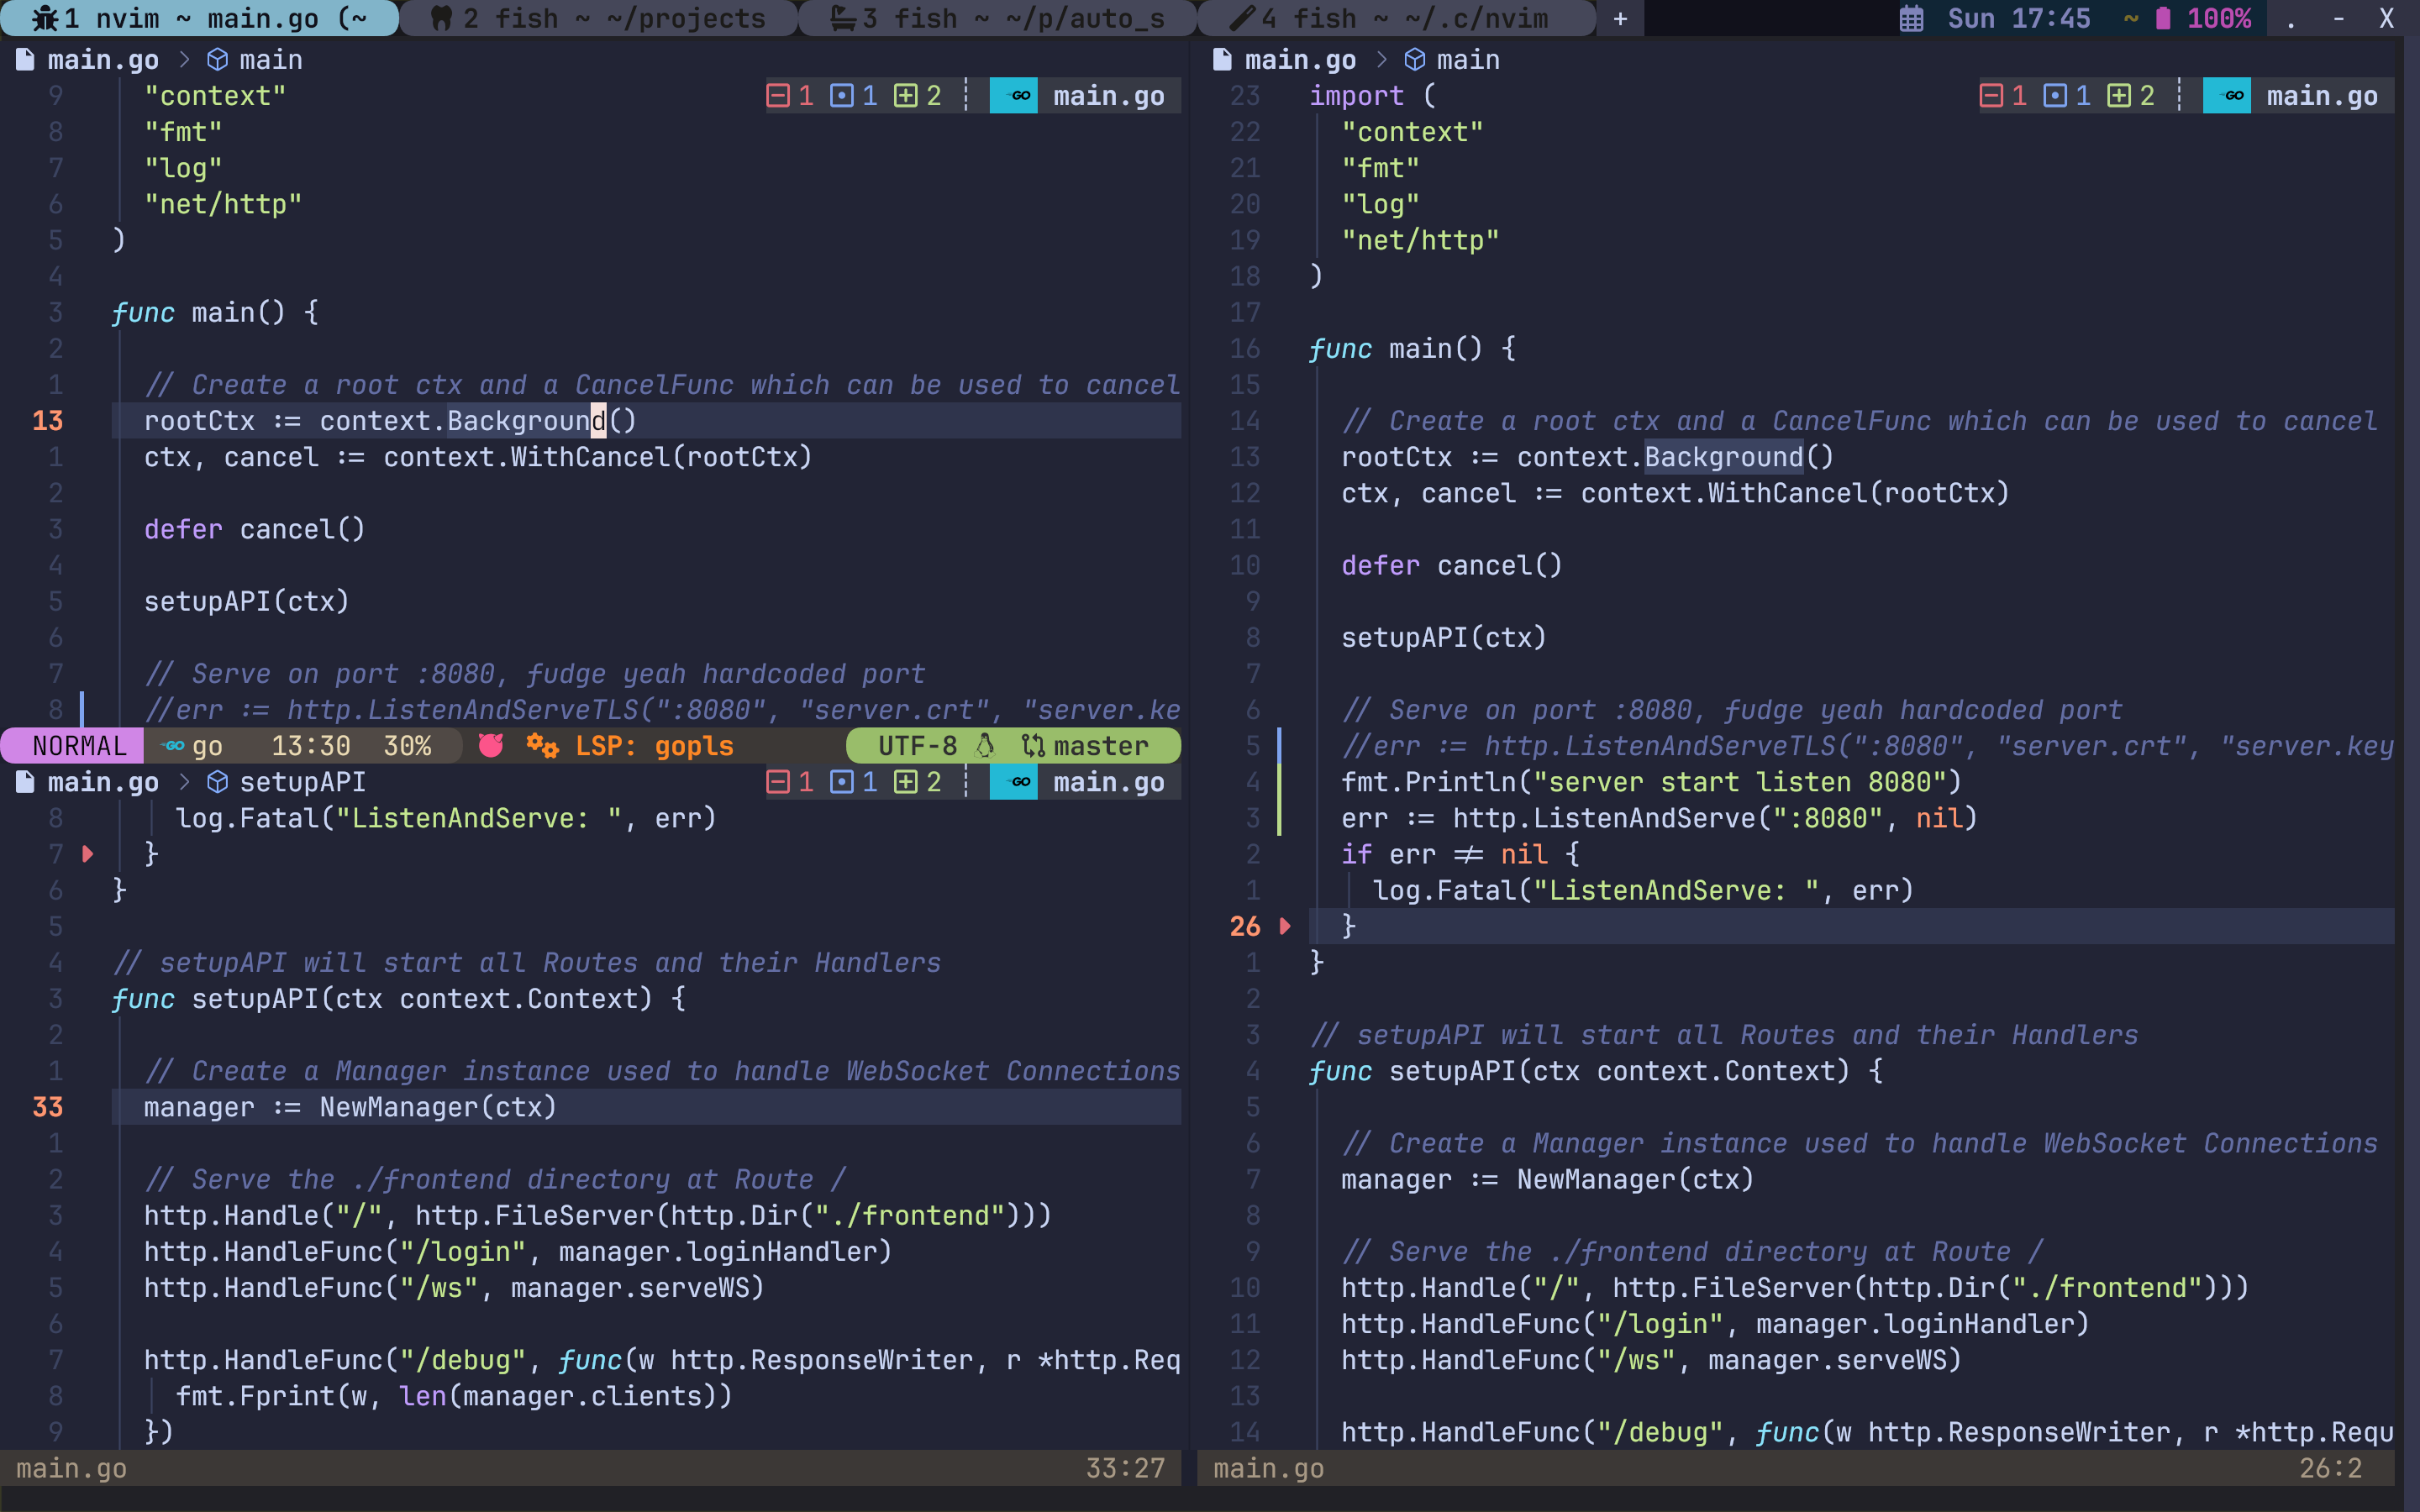 1 nvim ~ main.go (~ 2 fish ~ ~/projects 3 fish ~ ~/p/auto_s 4 fish ~ ~/.c/nvim + Sun 17:45 ~ 100% . - X
main.go > main
9 "context" 1 1 2 GO main.go
8 "fmt"
7 "log"
6 "net/http"
5 )
4
3 func main() {
2
1 // Create a root ctx and a CancelFunc which can be used to cancel
13 rootCtx := context.Background()
1 ctx, cancel := context.WithCancel(rootCtx)
2
3 defer cancel()
4
5 setupAPI(ctx)
6
7 // Serve on port :8080, fudge yeah hardcoded port
8 //err := http.ListenAndServeTLS(":8080", "server.crt", "server.ke
NORMAL GO go 13:30 30% LSP: gopls UTF-8 master
main.go > setupAPI 1 1 2 GO main.go
8 log.Fatal("ListenAndServe: ", err)
7 }
6 }
5
4 // setupAPI will start all Routes and their Handlers
3 func setupAPI(ctx context.Context) {
2
1 // Create a Manager instance used to handle WebSocket Connections
33 manager := NewManager(ctx)
1
2 // Serve the ./frontend directory at Route /
3 http.Handle("/", http.FileServer(http.Dir("./frontend")))
4 http.HandleFunc("/login", manager.loginHandler)
5 http.HandleFunc("/ws", manager.serveWS)
6
7 http.HandleFunc("/debug", func(w http.ResponseWriter, r *http.Req
8 fmt.Fprint(w, len(manager.clients))
9 })
main.go 33:27
main.go > main
23 import ( 1 1 2 GO main.go
22 "context"
21 "fmt"
20 "log"
19 "net/http"
18 )
17
16 func main() {
15
14 // Create a root ctx and a CancelFunc which can be used to cancel
13 rootCtx := context.Background()
12 ctx, cancel := context.WithCancel(rootCtx)
11
10 defer cancel()
9
8 setupAPI(ctx)
7
6 // Serve on port :8080, fudge yeah hardcoded port
5 //err := http.ListenAndServeTLS(":8080", "server.crt", "server.key
4 fmt.Println("server start listen 8080")
3 err := http.ListenAndServe(":8080", nil)
2 if err != nil {
1 log.Fatal("ListenAndServe: ", err)
26 }
1 }
2
3 // setupAPI will start all Routes and their Handlers
4 func setupAPI(ctx context.Context) {
5
6 // Create a Manager instance used to handle WebSocket Connections
7 manager := NewManager(ctx)
8
9 // Serve the ./frontend directory at Route /
10 http.Handle("/", http.FileServer(http.Dir("./frontend")))
11 http.HandleFunc("/login", manager.loginHandler)
12 http.HandleFunc("/ws", manager.serveWS)
13
14 http.HandleFunc("/debug", func(w http.ResponseWriter, r *http.Requ
main.go 26:2